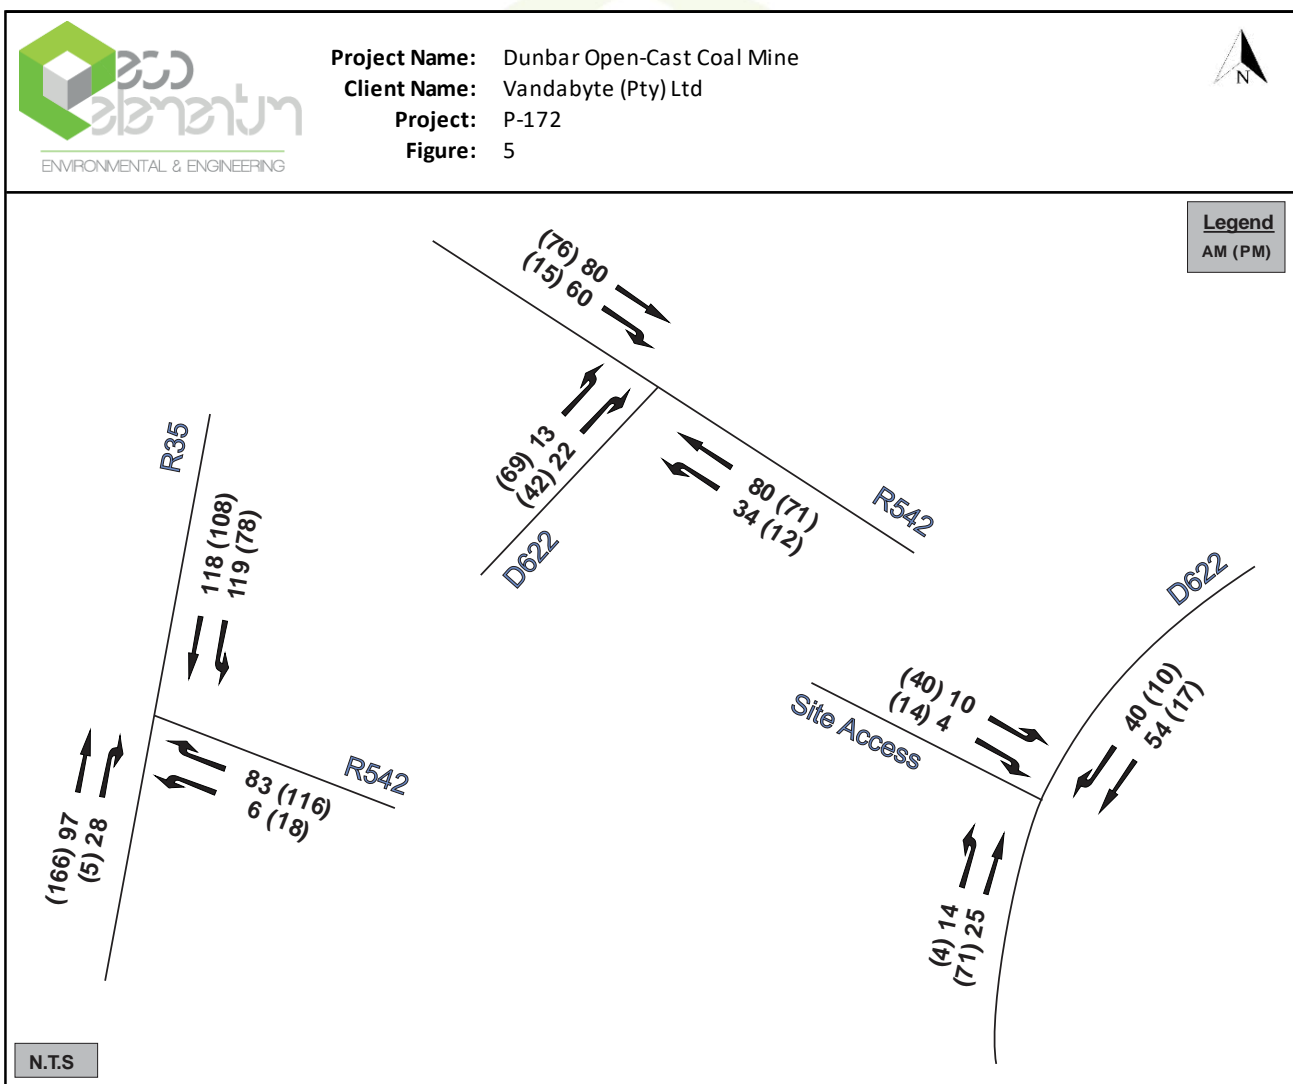 eco
elementum
ENVIRONMENTAL & ENGINEERING
Project Name: Dunbar Open-Cast Coal Mine
Client Name: Vandabyte (Pty) Ltd
Project: P-172
Figure: 5
N
Legend
AM (PM)
(76) 80
(15) 60
(69) 13
(42) 22
D622
80 (71)
34 (12)
R542
R35
118 (108)
119 (78)
(166) 97
(5) 28
83 (116)
6 (18)
R542
D622
Site Access
(40) 10
(14) 4
40 (10)
54 (17)
(4) 14
(71) 25
N.T.S